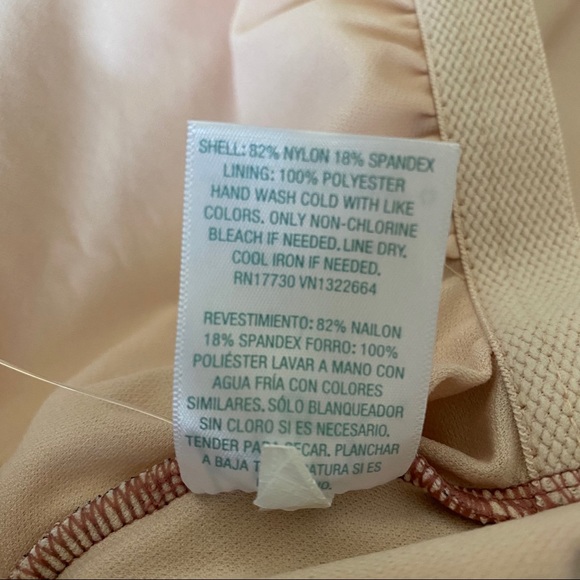 SHELL: 82% NYLON 18% SPANDEX
LINING: 100% POLYESTER
HAND WASH COLD WITH LIKE
COLORS. ONLY NON-CHLORINE
BLEACH IF NEEDED. LINE DRY.
COOL IRON IF NEEDED.
RN17730 VN1322664
REVESTIMIENTO: 82% NAILON
18% SPANDEX FORRO: 100%
POLIÉSTER LAVAR A MANO CON
AGUA FRÍA CON COLORES
SIMILARES. SÓLO BLANQUEADOR
SIN CLORO SI ES NECESARIO.
TENDER PARA SECAR. PLANCHAR
A BAJA SI ES